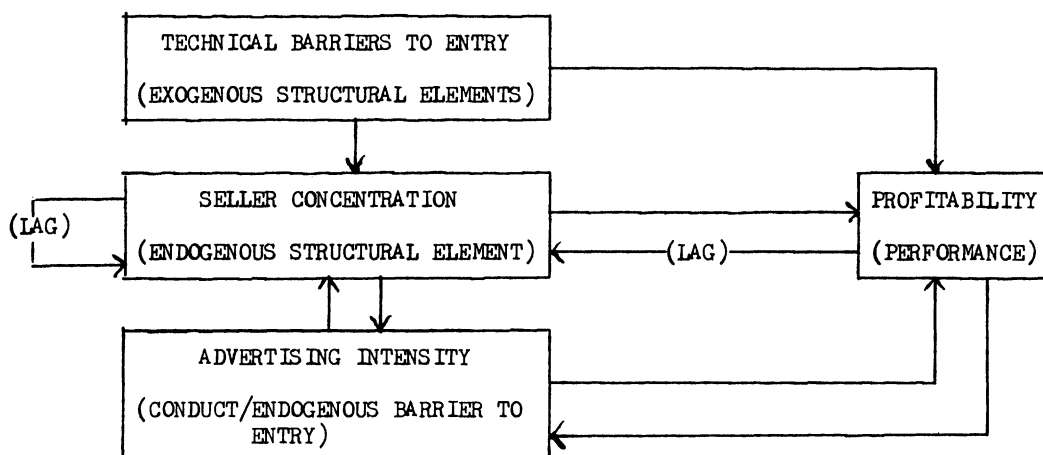 TECHNICAL BARRIERS TO ENTRY
(EXOGENOUS STRUCTURAL ELEMENTS)
SELLER CONCENTRATION
(ENDOGENOUS STRUCTURAL ELEMENT)
(LAG)
(LAG)
PROFITABILITY
(PERFORMANCE)
ADVERTISING INTENSITY
(CONDUCT/ENDOGENOUS BARRIER TO
ENTRY)